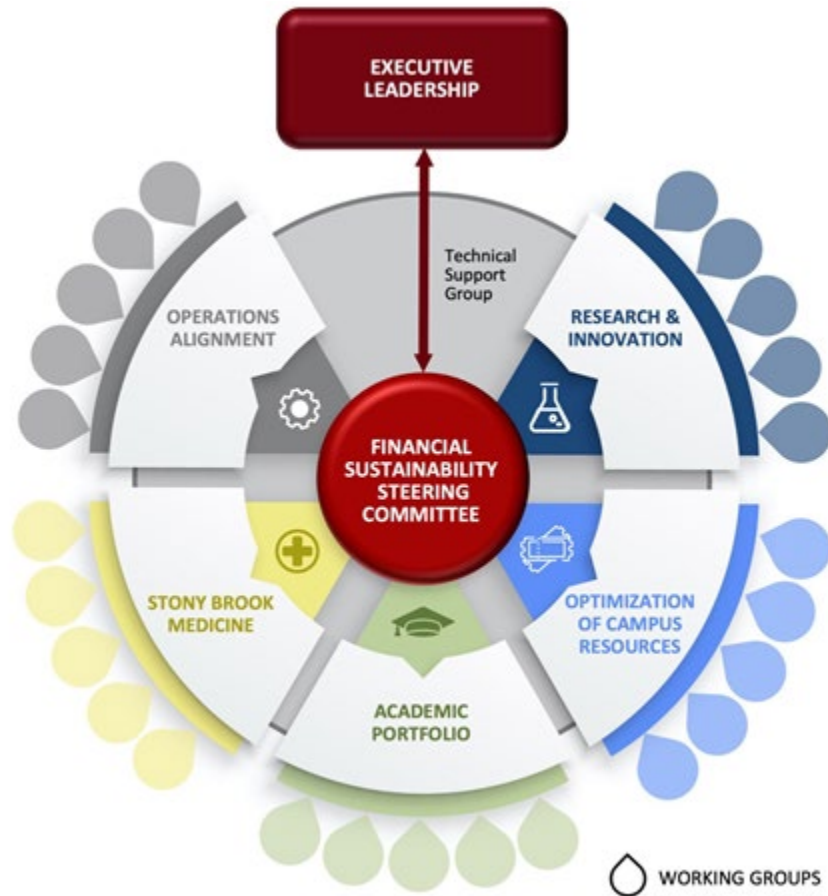 EXECUTIVE
LEADERSHIP
Technical
Support
Group
OPERATIONS
ALIGNMENT
RESEARCH &
INNOVATION
FINANCIAL
SUSTAINABILITY
STEERING
COMMITTEE
STONY BROOK
MEDICINE
OPTIMIZATION
OF CAMPUS
RESOURCES
ACADEMIC
PORTFOLIO
WORKING GROUPS